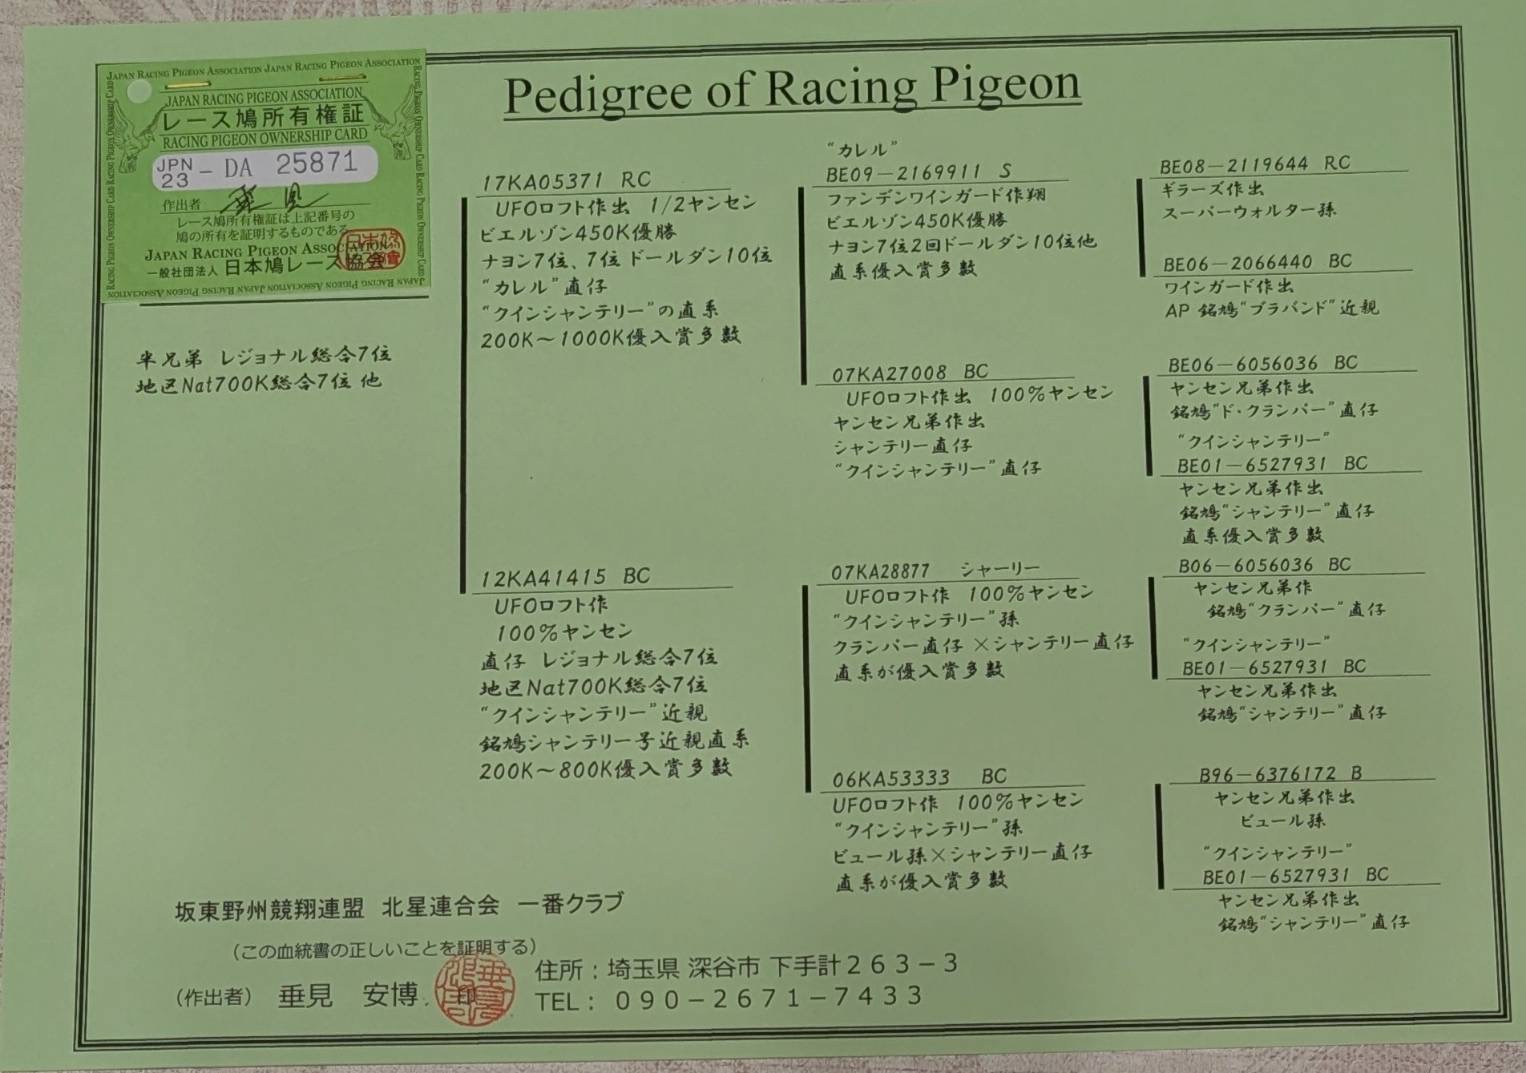 Pedigree of Racing Pigeon
JAPAN RACING PIGEON ASSOCIATION JAPAN RACING PIGEON ASSOCIATION
JAPAN RACING PIGEON ASSOCIATION
レース鳩所有権証
RACING PIGEON OWNERSHIP CARD
JPN
23 - DA 25871
作出者 垂見
レース鳩所有権証は上記番号の
鳩の所有を証明するものである。
JAPAN RACING PIGEON ASSOCIATION
一般社団法人 日本鳩レース協会
半兄弟 レジョナル総合7位
地区Nat700K総合7位 他
17KA05371 RC
UFOロフト作出 1/2ヤンセン
ビエルゾン450K優勝
ナヨン7位、7位 ドールダン10位
“カレル”直仔
“クインシャンテリー”の直系
200K～1000K優入賞多数
12KA41415 BC
UFOロフト作
100%ヤンセン
直仔 レジョナル総合7位
地区Nat700K総合7位
“クインシャンテリー”近親
銘鳩シャンテリー号近親直系
200K～800K優入賞多数
“カレル”
BE09-2169911 S
ファンデンワインガード作翔
ビエルゾン450K優勝
ナヨン7位2回ドールダン10位他
直系優入賞多数
07KA27008 BC
UFOロフト作出 100%ヤンセン
ヤンセン兄弟作出
シャンテリー直仔
“クインシャンテリー”直仔
07KA28877 シャーリー
UFOロフト作 100%ヤンセン
“クインシャンテリー”孫
クランパー直仔×シャンテリー直仔
直系が優入賞多数
06KA53333 BC
UFOロフト作 100%ヤンセン
“クインシャンテリー”孫
ビュール孫×シャンテリー直仔
直系が優入賞多数
BE08-2119644 RC
ギラーズ作出
スーパーウォルター孫
BE06-2066440 BC
ワインガード作出
AP 銘鳩“ブラバンド”近親
BE06-6056036 BC
ヤンセン兄弟作出
銘鳩“ド・クランパー”直仔
“クインシャンテリー”
BE01-6527931 BC
ヤンセン兄弟作出
銘鳩“シャンテリー”直仔
直系優入賞多数
B06-6056036 BC
ヤンセン兄弟作
銘鳩“クランパー”直仔
“クインシャンテリー”
BE01-6527931 BC
ヤンセン兄弟作出
銘鳩“シャンテリー”直仔
B96-6376172 B
ヤンセン兄弟作出
ビュール孫
“クインシャンテリー”
BE01-6527931 BC
ヤンセン兄弟作出
銘鳩“シャンテリー”直仔
坂東野州競翔連盟 北星連合会 一番クラブ
（この血統書の正しいことを証明する）
（作出者） 垂見 安博 印
住所：埼玉県 深谷市 下手計２６３－３
TEL： ０９０－２６７１－７４３３